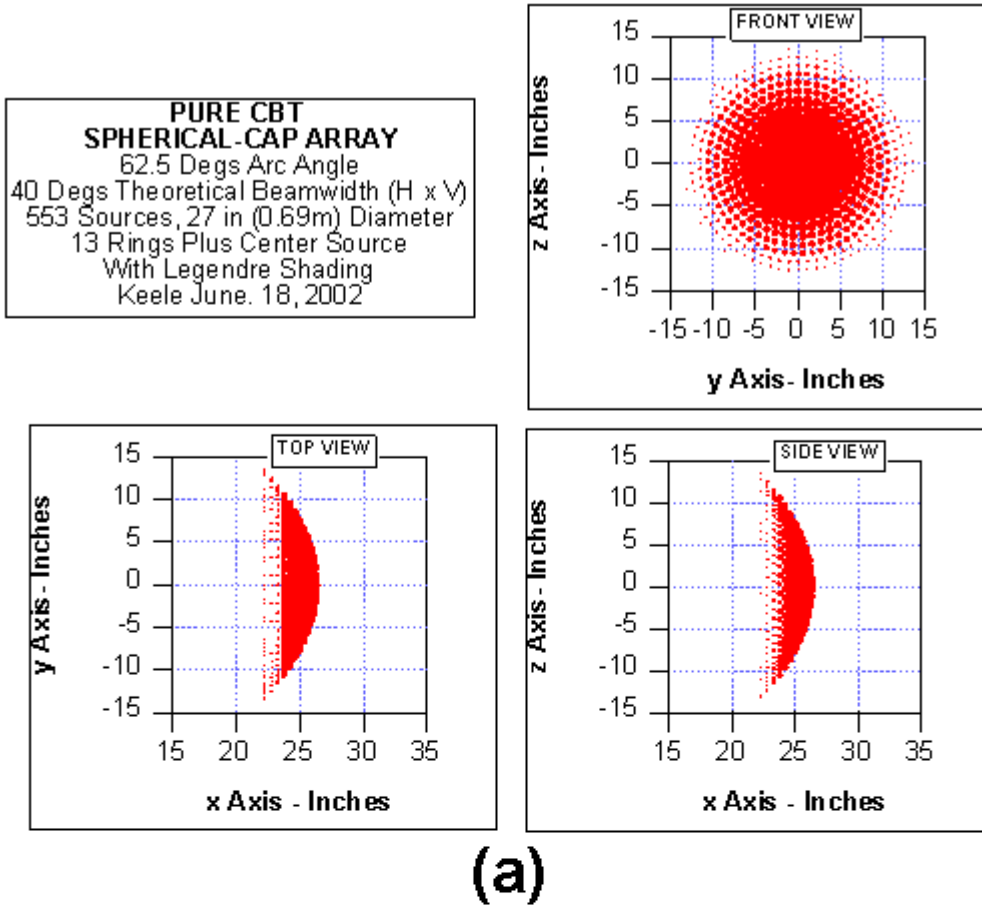 PURE CBT
SPHERICAL-CAP ARRAY
62.5 Degs Arc Angle
40 Degs Theoretical Beamwidth (H x V)
553 Sources, 27 in (0.69m) Diameter
13 Rings Plus Center Source
With Legendre Shading
Keele June. 18, 2002
FRONT VIEW
z Axis - Inches
15
10
5
0
-5
-10
-15
-15 -10 -5 0 5 10 15
y Axis- Inches
TOP VIEW
y Axis - Inches
15
10
5
0
-5
-10
-15
15 20 25 30 35
x Axis - Inches
SIDE VIEW
z Axis - Inches
15
10
5
0
-5
-10
-15
15 20 25 30 35
x Axis - Inches
(a)